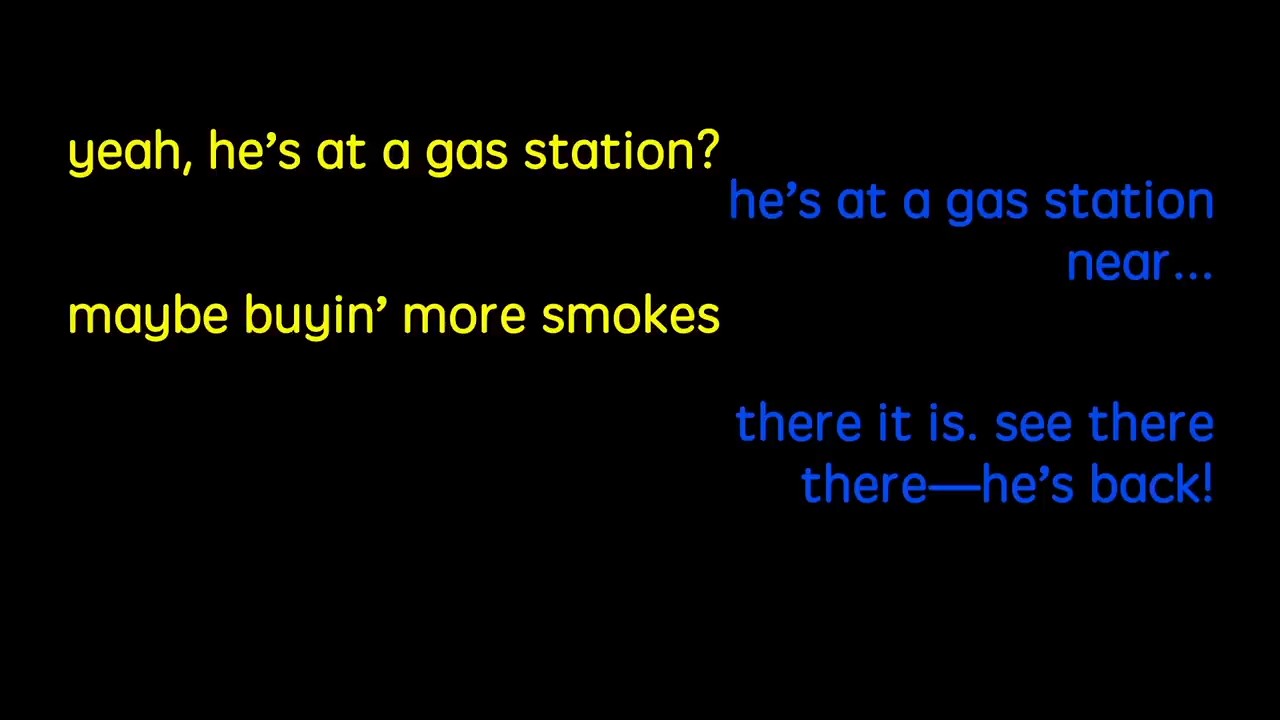 yeah, he’s at a gas station?
he’s at a gas station
near...
maybe buyin’ more smokes
there it is. see there
there—he’s back!